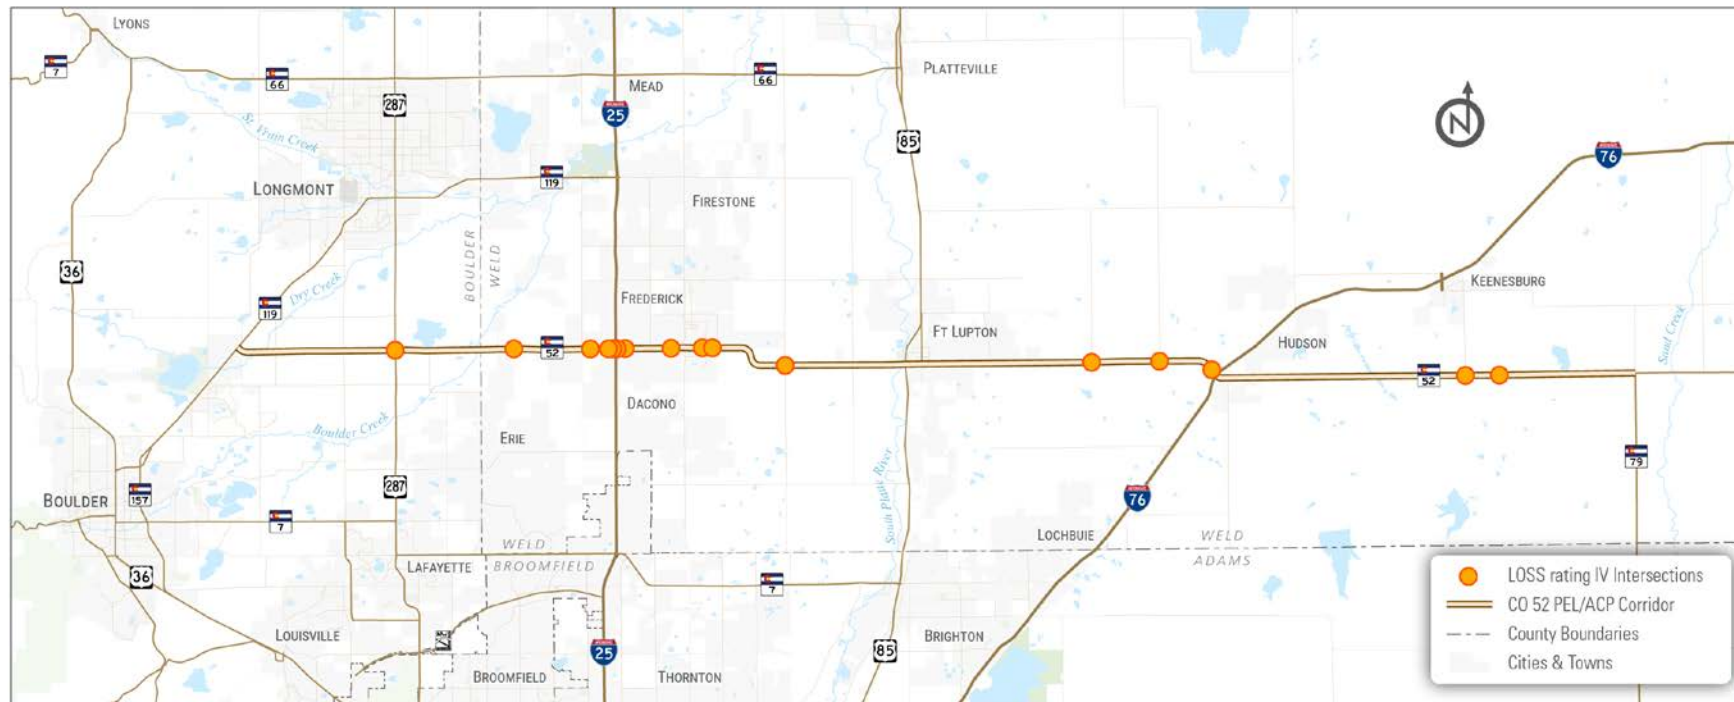 LYONS
7
66
287
MEAD
25
66
PLATTEVILLE
85
N
76
St. Vrain Creek
LONGMONT
119
FIRESTONE
BOULDER
WELD
36
Dry Creek
119
FREDERICK
KEENESBURG
Sand Creek
52
FT LUPTON
HUDSON
52
DACONO
Boulder Creek
ERIE
79
BOULDER
157
287
7
South Platte River
76
LOCHBUIE
WELD
BROOMFIELD
WELD
ADAMS
36
LAFAYETTE
7
LOUISVILLE
25
85
BRIGHTON
BROOMFIELD
THORNTON
LOSS rating IV Intersections
CO 52 PEL/ACP Corridor
County Boundaries
Cities & Towns